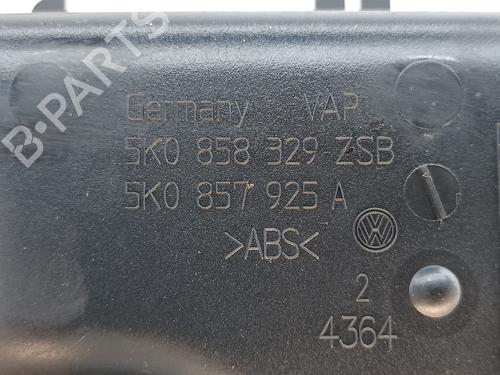 B-PARTS
Germany VAP
5K0 858 329 ZSB
5K0 857 925 A
>ABS<
2
4364